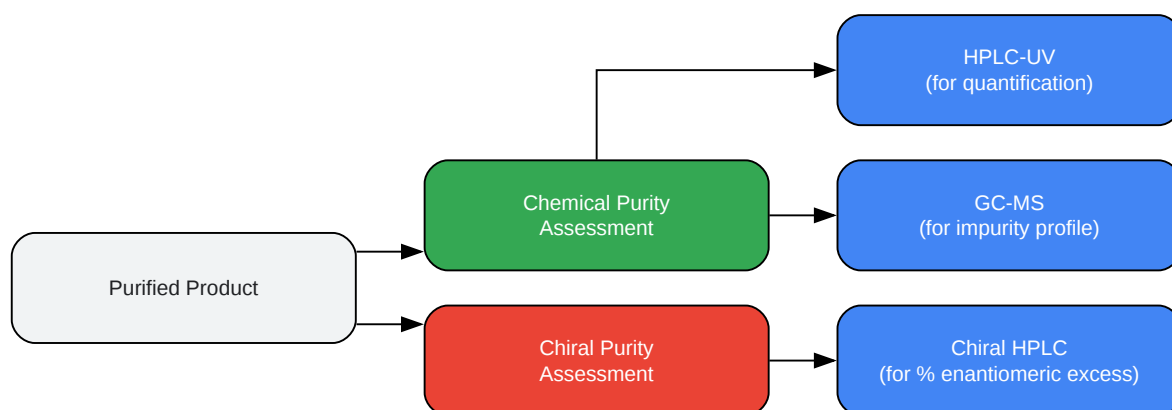 HPLC-UV
(for quantification)
Chemical Purity
Assessment
GC-MS
(for impurity profile)
Purified Product
Chiral Purity
Assessment
Chiral HPLC
(for % enantiomeric excess)